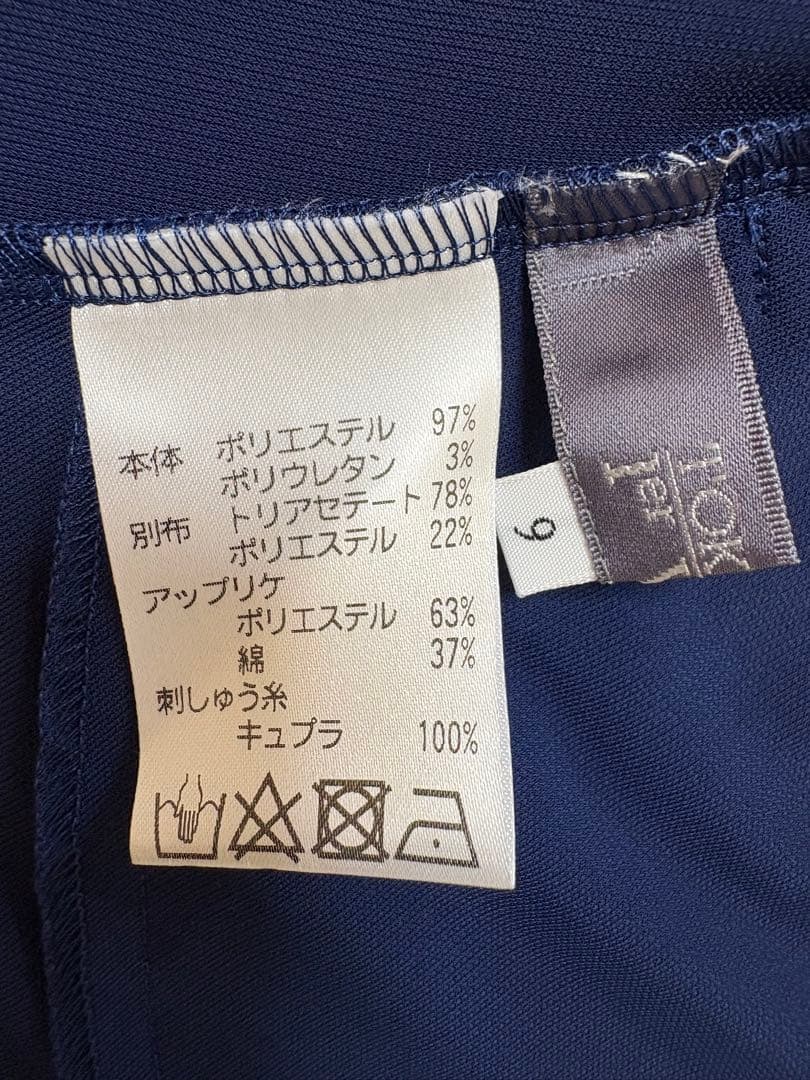 本体 ポリエステル 97%
ポリウレタン 3%
別布 トリアセテート 78%
ポリエステル 22%
アップリケ
ポリエステル 63%
綿 37%
刺しゅう糸
キュプラ 100%
9